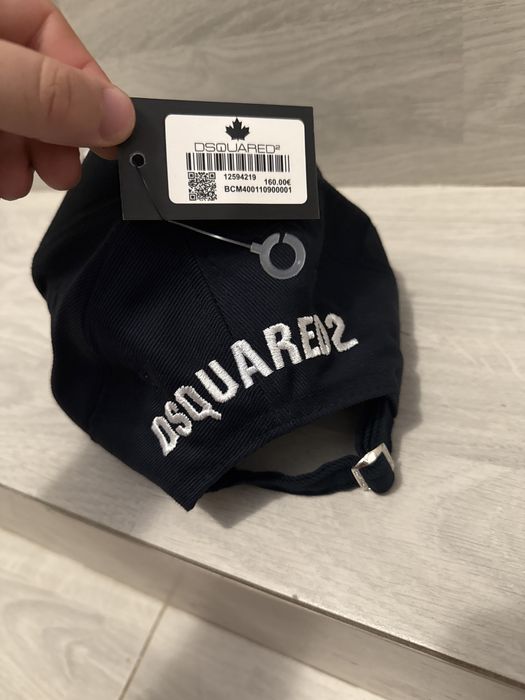 DSQUARED²
12594219
160.00€
BCM400110900001
DSQUARED2